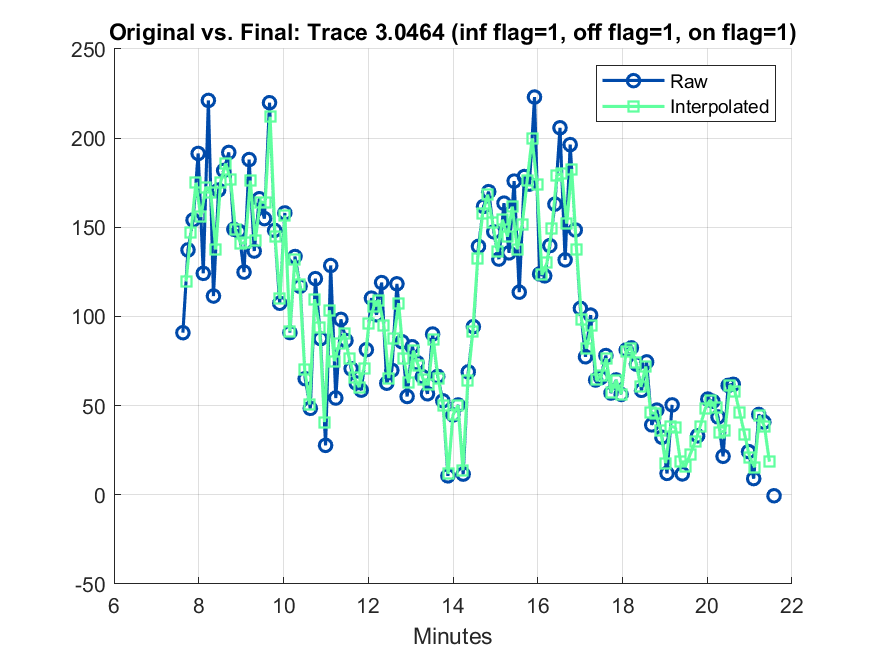 Original vs. Final: Trace 3.0464 (inf flag=1, off flag=1, on flag=1)
250
200
150
100
50
0
-50
Raw
Interpolated
6 8 10 12 14 16 18 20 22
Minutes